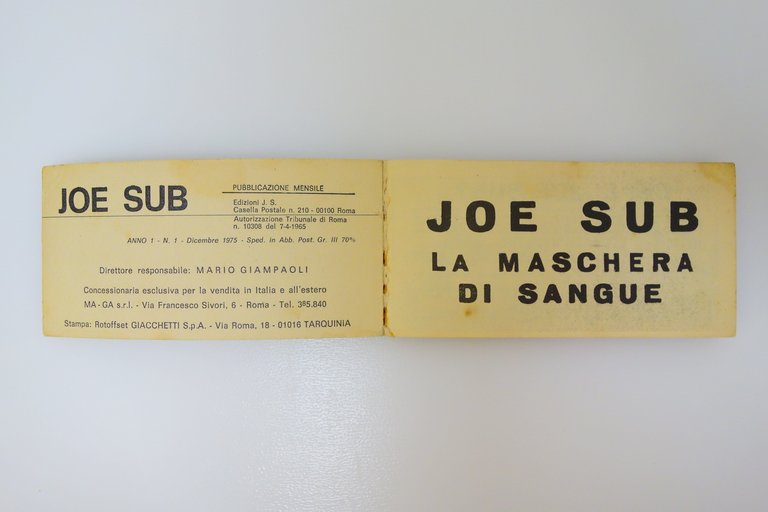 JOE SUB
PUBBLICAZIONE MENSILE
Edizioni J. S.
Casella Postale n. 210 - 00100 Roma
Autorizzazione Tribunale di Roma
n. 10308 del 7-4-1965
ANNO 1 - N. 1 - Dicembre 1975 - Sped. in Abb. Post. Gr. III 70%
Direttore responsabile: MARIO GIAMPAOLI
Concessionaria esclusiva per la vendita in Italia e all'estero
MA-GA s.r.l. - Via Francesco Sivori, 6 - Roma - Tel. 385.840
Stampa: Rotoffset GIACCHETTI S.p.A. - Via Roma, 18 - 01016 TARQUINIA
JOE SUB
LA MASCHERA
DI SANGUE